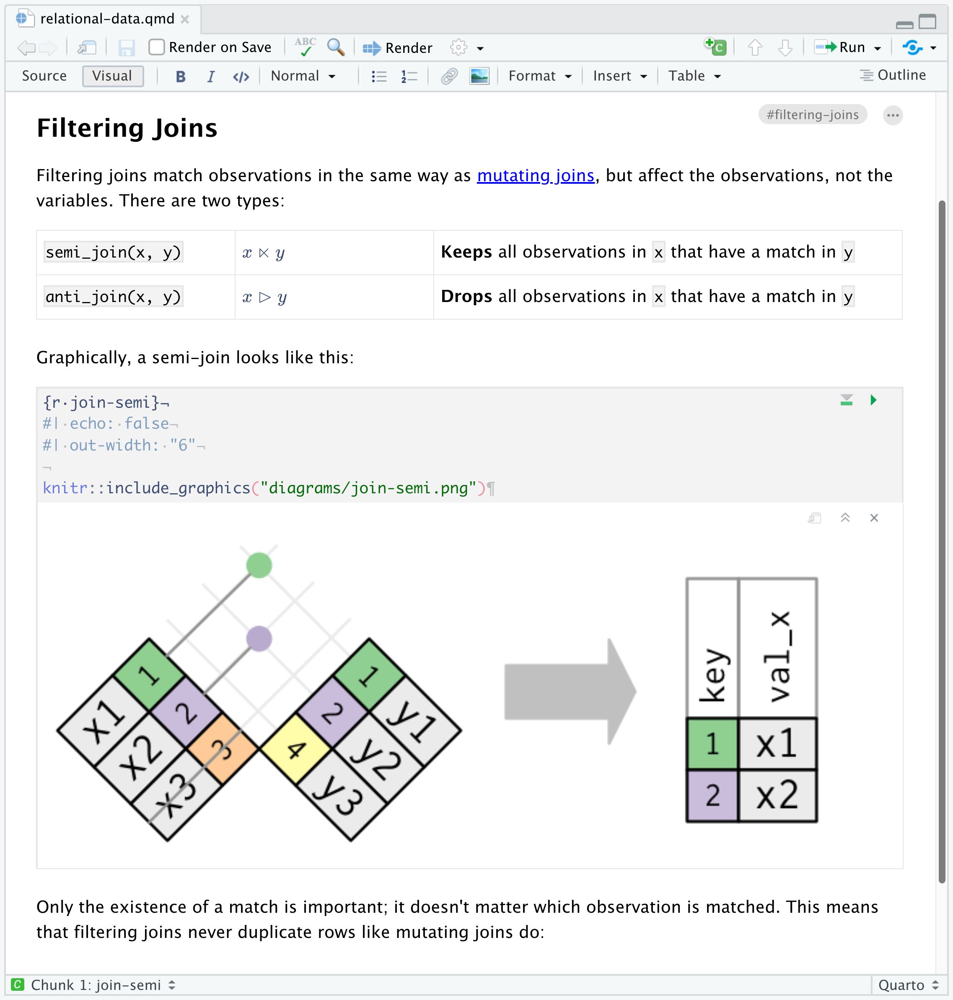 relational-data.qmd
Render on Save ABC Render C Run
Source Visual B I </> Normal Format Insert Table Outline
Filtering Joins #filtering-joins
Filtering joins match observations in the same way as mutating joins, but affect the observations, not the
variables. There are two types:
semi_join(x, y) x ⋉ y Keeps all observations in x that have a match in y
anti_join(x, y) x ▷ y Drops all observations in x that have a match in y
Graphically, a semi-join looks like this:
{r·join-semi}¬
#|·echo:·false¬
#|·out-width:·"6"¬
¬
knitr::include_graphics("diagrams/join-semi.png")¶
1 x1
2 x2
3 x3
1 y1
2 y2
4 y3
key val_x
1 x1
2 x2
Only the existence of a match is important; it doesn't matter which observation is matched. This means
that filtering joins never duplicate rows like mutating joins do:
C Chunk 1: join-semi Quarto